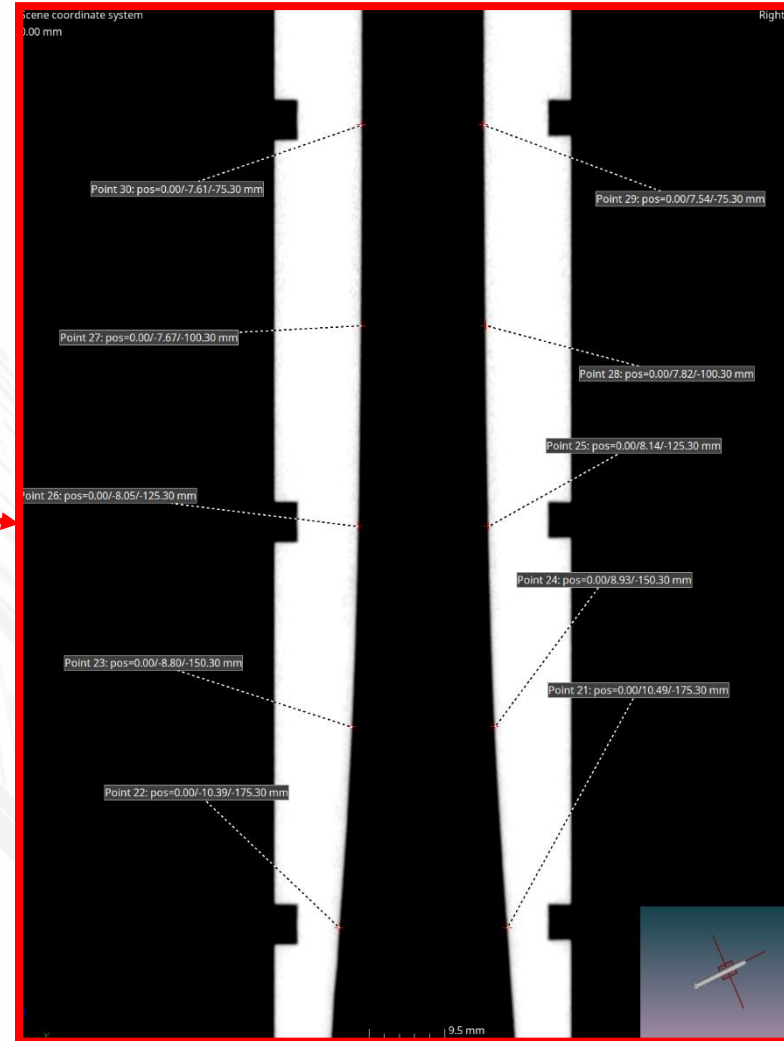 Scene coordinate system
0.00 mm
Right
Point 30: pos=0.00/-7.61/-75.30 mm
Point 29: pos=0.00/7.54/-75.30 mm
Point 27: pos=0.00/-7.67/-100.30 mm
Point 28: pos=0.00/7.82/-100.30 mm
Point 25: pos=0.00/8.14/-125.30 mm
Point 26: pos=0.00/-8.05/-125.30 mm
Point 24: pos=0.00/8.93/-150.30 mm
Point 23: pos=0.00/-8.80/-150.30 mm
Point 21: pos=0.00/10.49/-175.30 mm
Point 22: pos=0.00/-10.39/-175.30 mm
9.5 mm